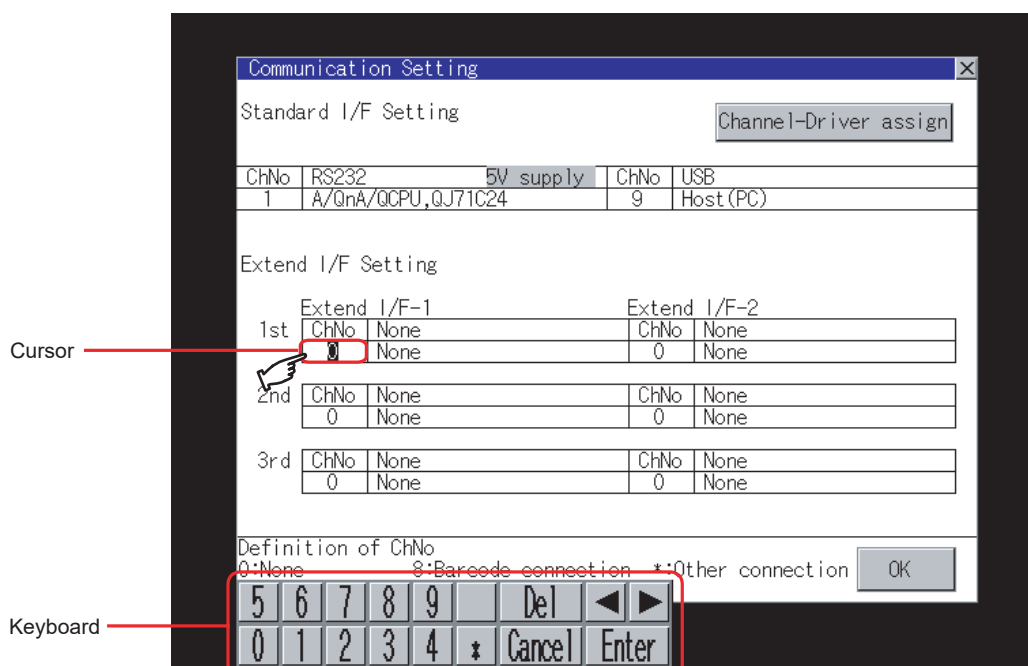 Communication Setting ×
Standard I/F Setting
Channel-Driver assign
ChNo RS232 5V supply ChNo USB
1 A/QnA/QCPU,QJ71C24 9 Host(PC)
Extend I/F Setting
Extend I/F-1 Extend I/F-2
1st ChNo None ChNo None
Cursor 0 None 0 None
2nd ChNo None ChNo None
0 None 0 None
3rd ChNo None ChNo None
0 None 0 None
Definition of ChNo
0:None 8:Barcode connection *:Other connection OK
5 6 7 8 9 Del ◀ ▶
Keyboard
0 1 2 3 4 * Cancel Enter